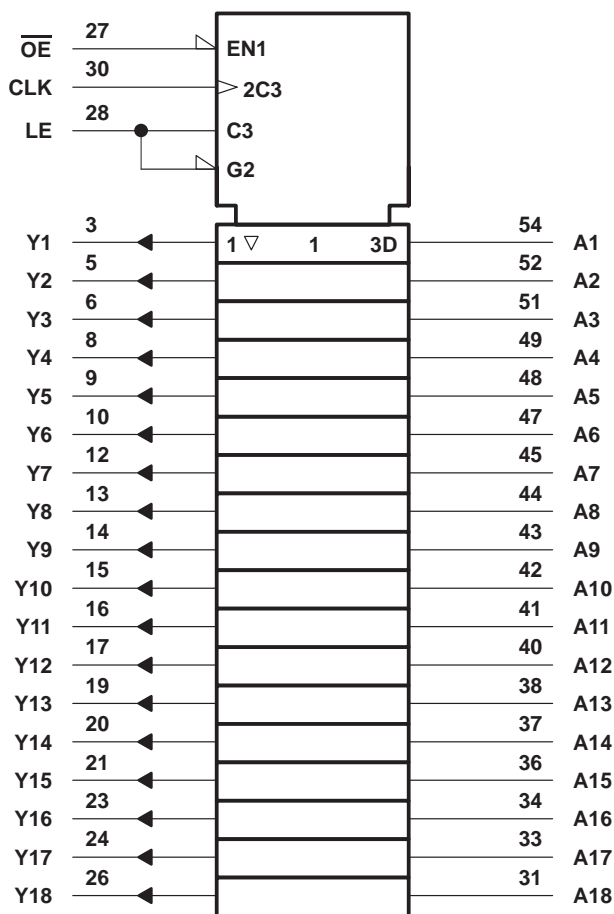 27
OE
EN1
30
CLK
2C3
28
LE
C3
G2
3
54
Y1
1 ▽ 1 3D
A1
5
52
Y2
A2
6
51
Y3
A3
8
49
Y4
A4
9
48
Y5
A5
10
47
Y6
A6
12
45
Y7
A7
13
44
Y8
A8
14
43
Y9
A9
15
42
Y10
A10
16
41
Y11
A11
17
40
Y12
A12
19
38
Y13
A13
20
37
Y14
A14
21
36
Y15
A15
23
34
Y16
A16
24
33
Y17
A17
26
31
Y18
A18